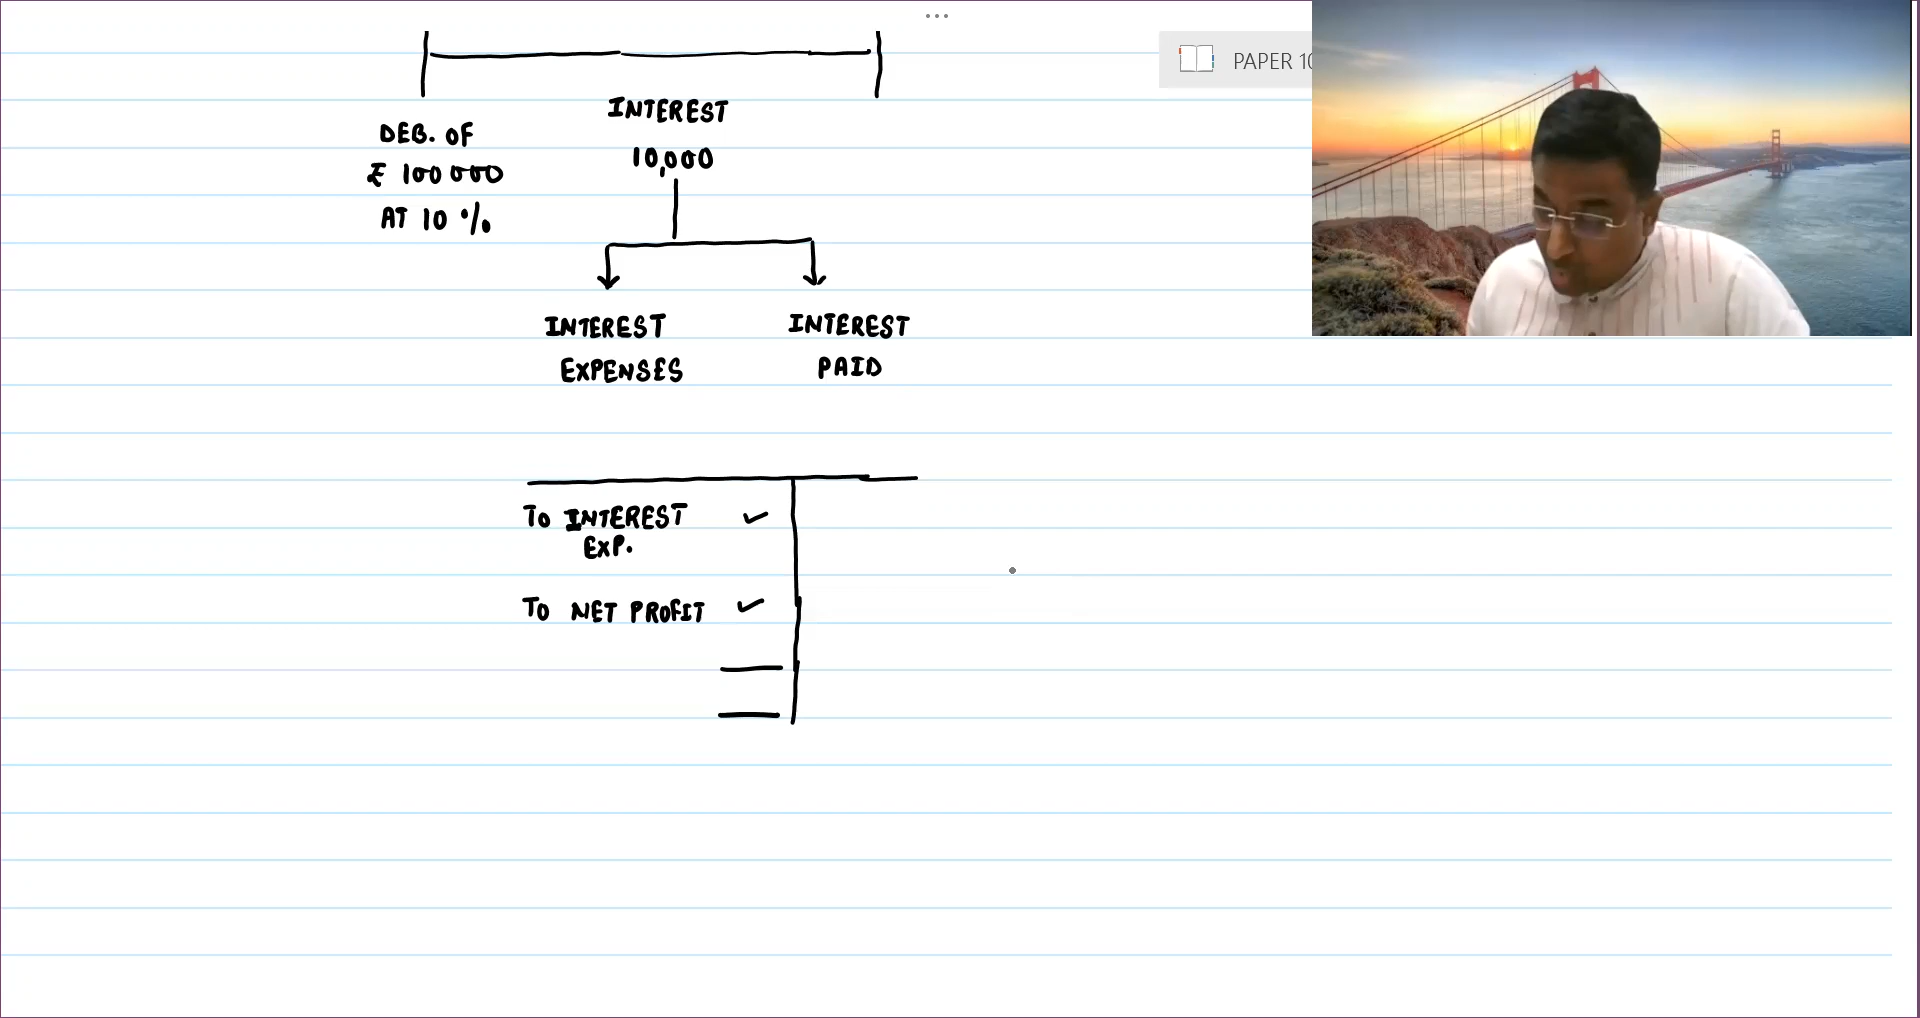 PAPER 10
INTEREST
10,000
DEB. OF
₹ 100000
AT 10 %
INTEREST
EXPENSES
INTEREST
PAID
TO INTEREST ✓
EXP.
TO NET PROFIT ✓